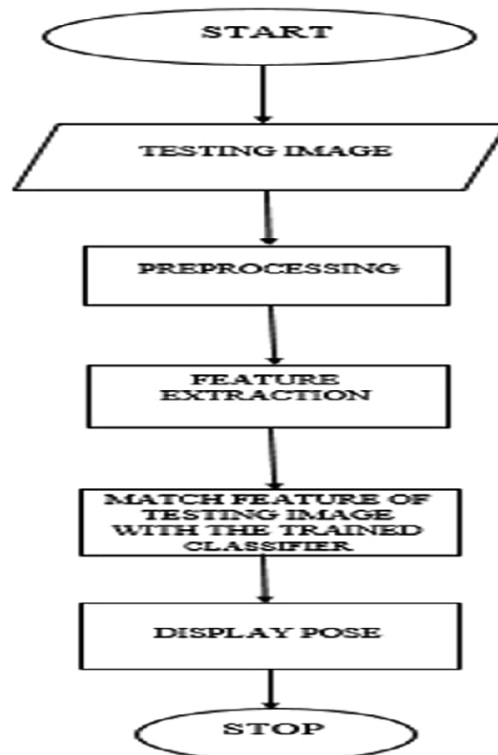 START
TESTING IMAGE
PREPROCESSING
FEATURE
EXTRACTION
MATCH FEATURE OF
TESTING IMAGE
WITH THE TRAINED
CLASSIFIER
DISPLAY POSE
STOP